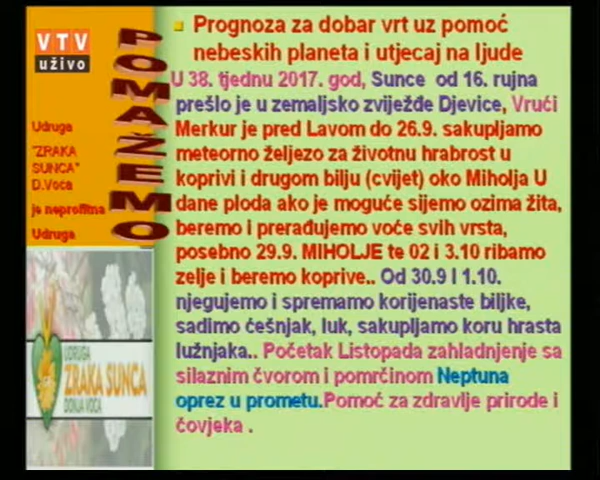 VTV
uživo
POMAŽEMO
Udruga
"ZRAKA
SUNCA"
D.Voca
je neprofitna
Udruga
UDRUGA
ZRAKA SUNCA
DONJA VOĆA
Prognoza za dobar vrt uz pomoć
nebeskih planeta i utjecaj na ljude
U 38. tjednu 2017. god, Sunce od 16. rujna
prešlo je u zemaljsko zviježđe Djevice, Vrući
Merkur je pred Lavom do 26.9. sakupljamo
meteorno željezo za životnu hrabrost u
koprivi i drugom bilju (cvijet) oko Miholja U
dane ploda ako je moguće sijemo ozima žita,
beremo i prerađujemo voće svih vrsta,
posebno 29.9. MIHOLJE te 02 i 3.10 ribamo
zelje i beremo koprive.. Od 30.9 I 1.10.
njegujemo i spremamo korijenaste biljke,
sadimo češnjak, luk, sakupljamo koru hrasta
lužnjaka.. Početak Listopada zahladnjenje sa
silaznim čvorom i pomrčinom Neptuna
oprez u prometu.Pomoć za zdravlje prirode i
čovjeka .